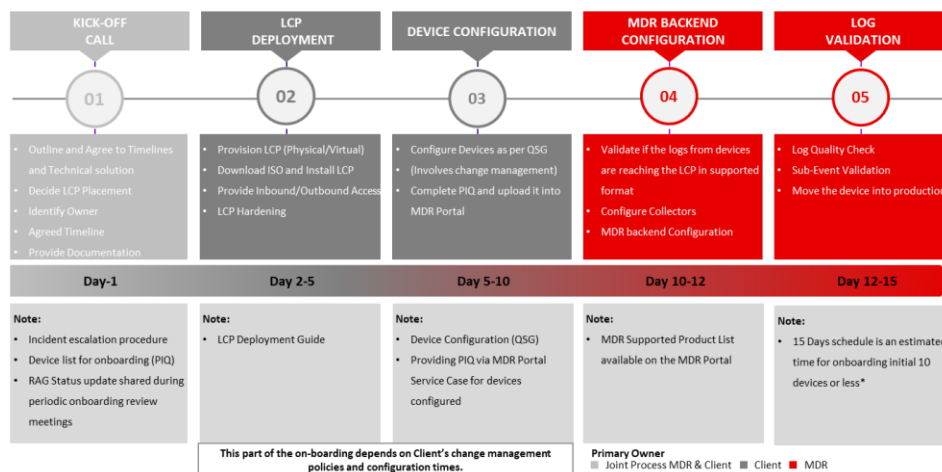 KICK-OFF
CALL
LCP
DEPLOYMENT
DEVICE CONFIGURATION
MDR BACKEND
CONFIGURATION
LOG
VALIDATION
01
02
03
04
05
• Outline and Agree to Timelines
and Technical solution
• Decide LCP Placement
• Identify Owner
• Agreed Timeline
• Provide Documentation
• Provision LCP (Physical/Virtual)
• Download ISO and Install LCP
• Provide Inbound/Outbound Access
• LCP Hardening
• Configure Devices as per QSG
• (Involves change management)
• Complete PIQ and upload it into
MDR Portal
• Validate if the logs from devices
are reaching the LCP in supported
format
• Configure Collectors
• MDR backend Configuration
• Log Quality Check
• Sub-Event Validation
• Move the device into production
Day-1
Day 2-5
Day 5-10
Day 10-12
Day 12-15
Note:
• Incident escalation procedure
• Device list for onboarding (PIQ)
• RAG Status update shared during
periodic onboarding review
meetings
Note:
• LCP Deployment Guide
Note:
• Device Configuration (QSG)
• Providing PIQ via MDR Portal
Service Case for devices
configured
Note:
• MDR Supported Product List
available on the MDR Portal
Note:
• 15 Days schedule is an estimated
time for onboarding initial 10
devices or less*
This part of the on-boarding depends on Client's change management
policies and configuration times.
Primary Owner
Joint Process MDR & Client Client MDR